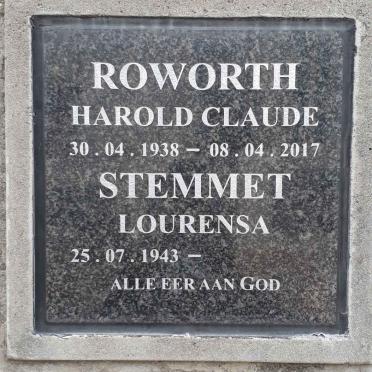 ROWORTH
HAROLD CLAUDE
30 . 04 . 1938 – 08 . 04 . 2017
STEMMET
LOURENSA
25 . 07 . 1943 –
ALLE EER AAN GOD